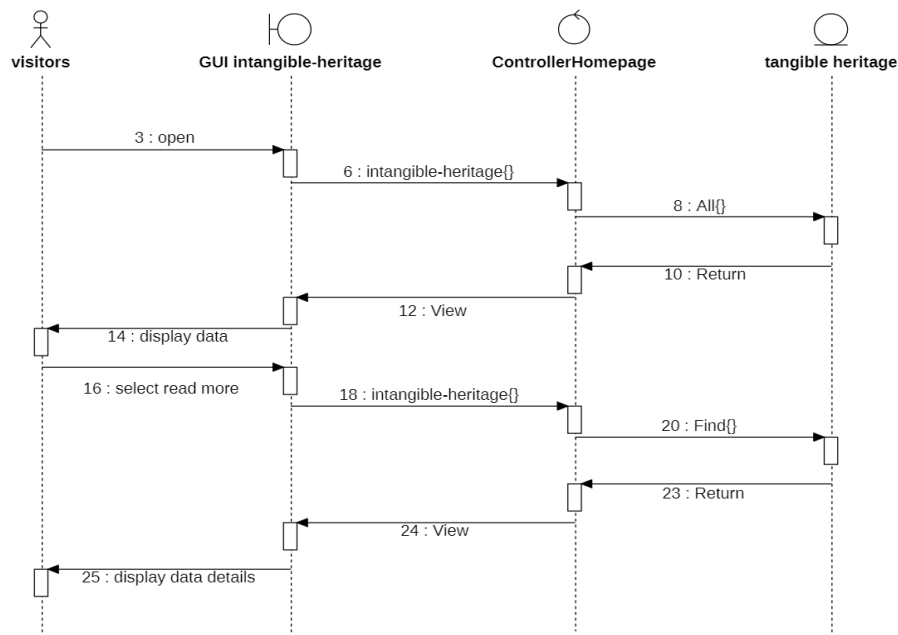 visitors
GUI intangible-heritage
ControllerHomepage
tangible heritage
3 : open
6 : intangible-heritage{}
8 : All{}
10 : Return
12 : View
14 : display data
16 : select read more
18 : intangible-heritage{}
20 : Find{}
23 : Return
24 : View
25 : display data details